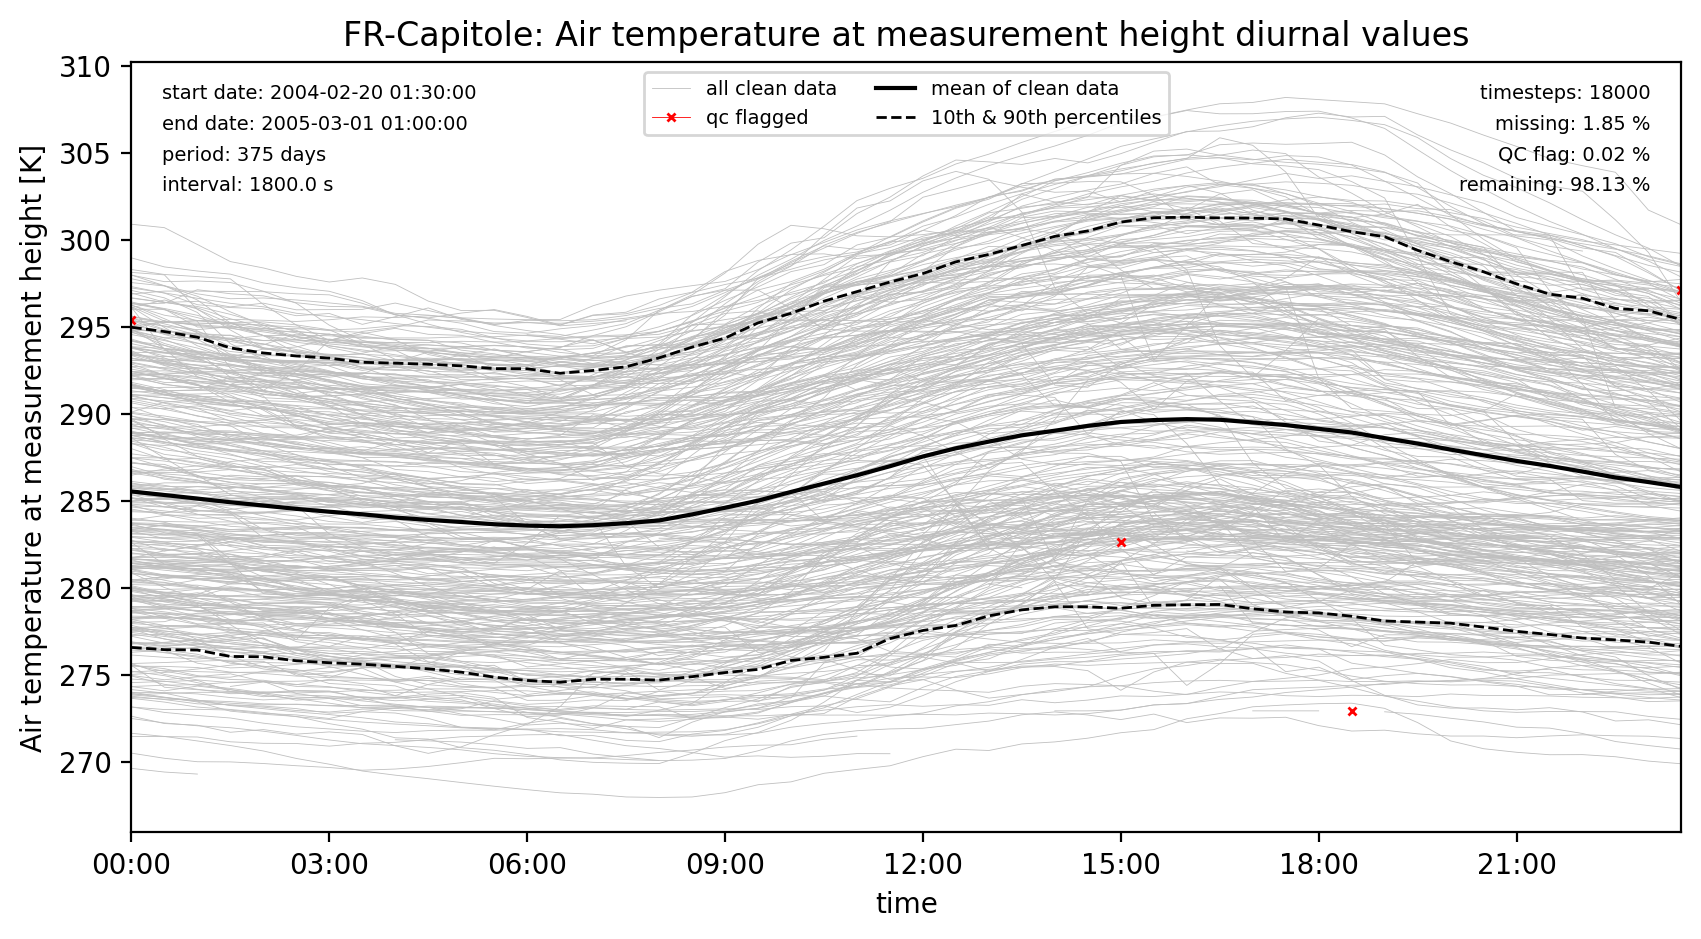 FR-Capitole: Air temperature at measurement height diurnal values
310
305
300
295
290
285
280
275
270
Air temperature at measurement height [K]
start date: 2004-02-20 01:30:00
end date: 2005-03-01 01:00:00
period: 375 days
interval: 1800.0 s
all clean data
qc flagged
mean of clean data
10th & 90th percentiles
timesteps: 18000
missing: 1.85 %
QC flag: 0.02 %
remaining: 98.13 %
00:00 03:00 06:00 09:00 12:00 15:00 18:00 21:00
time